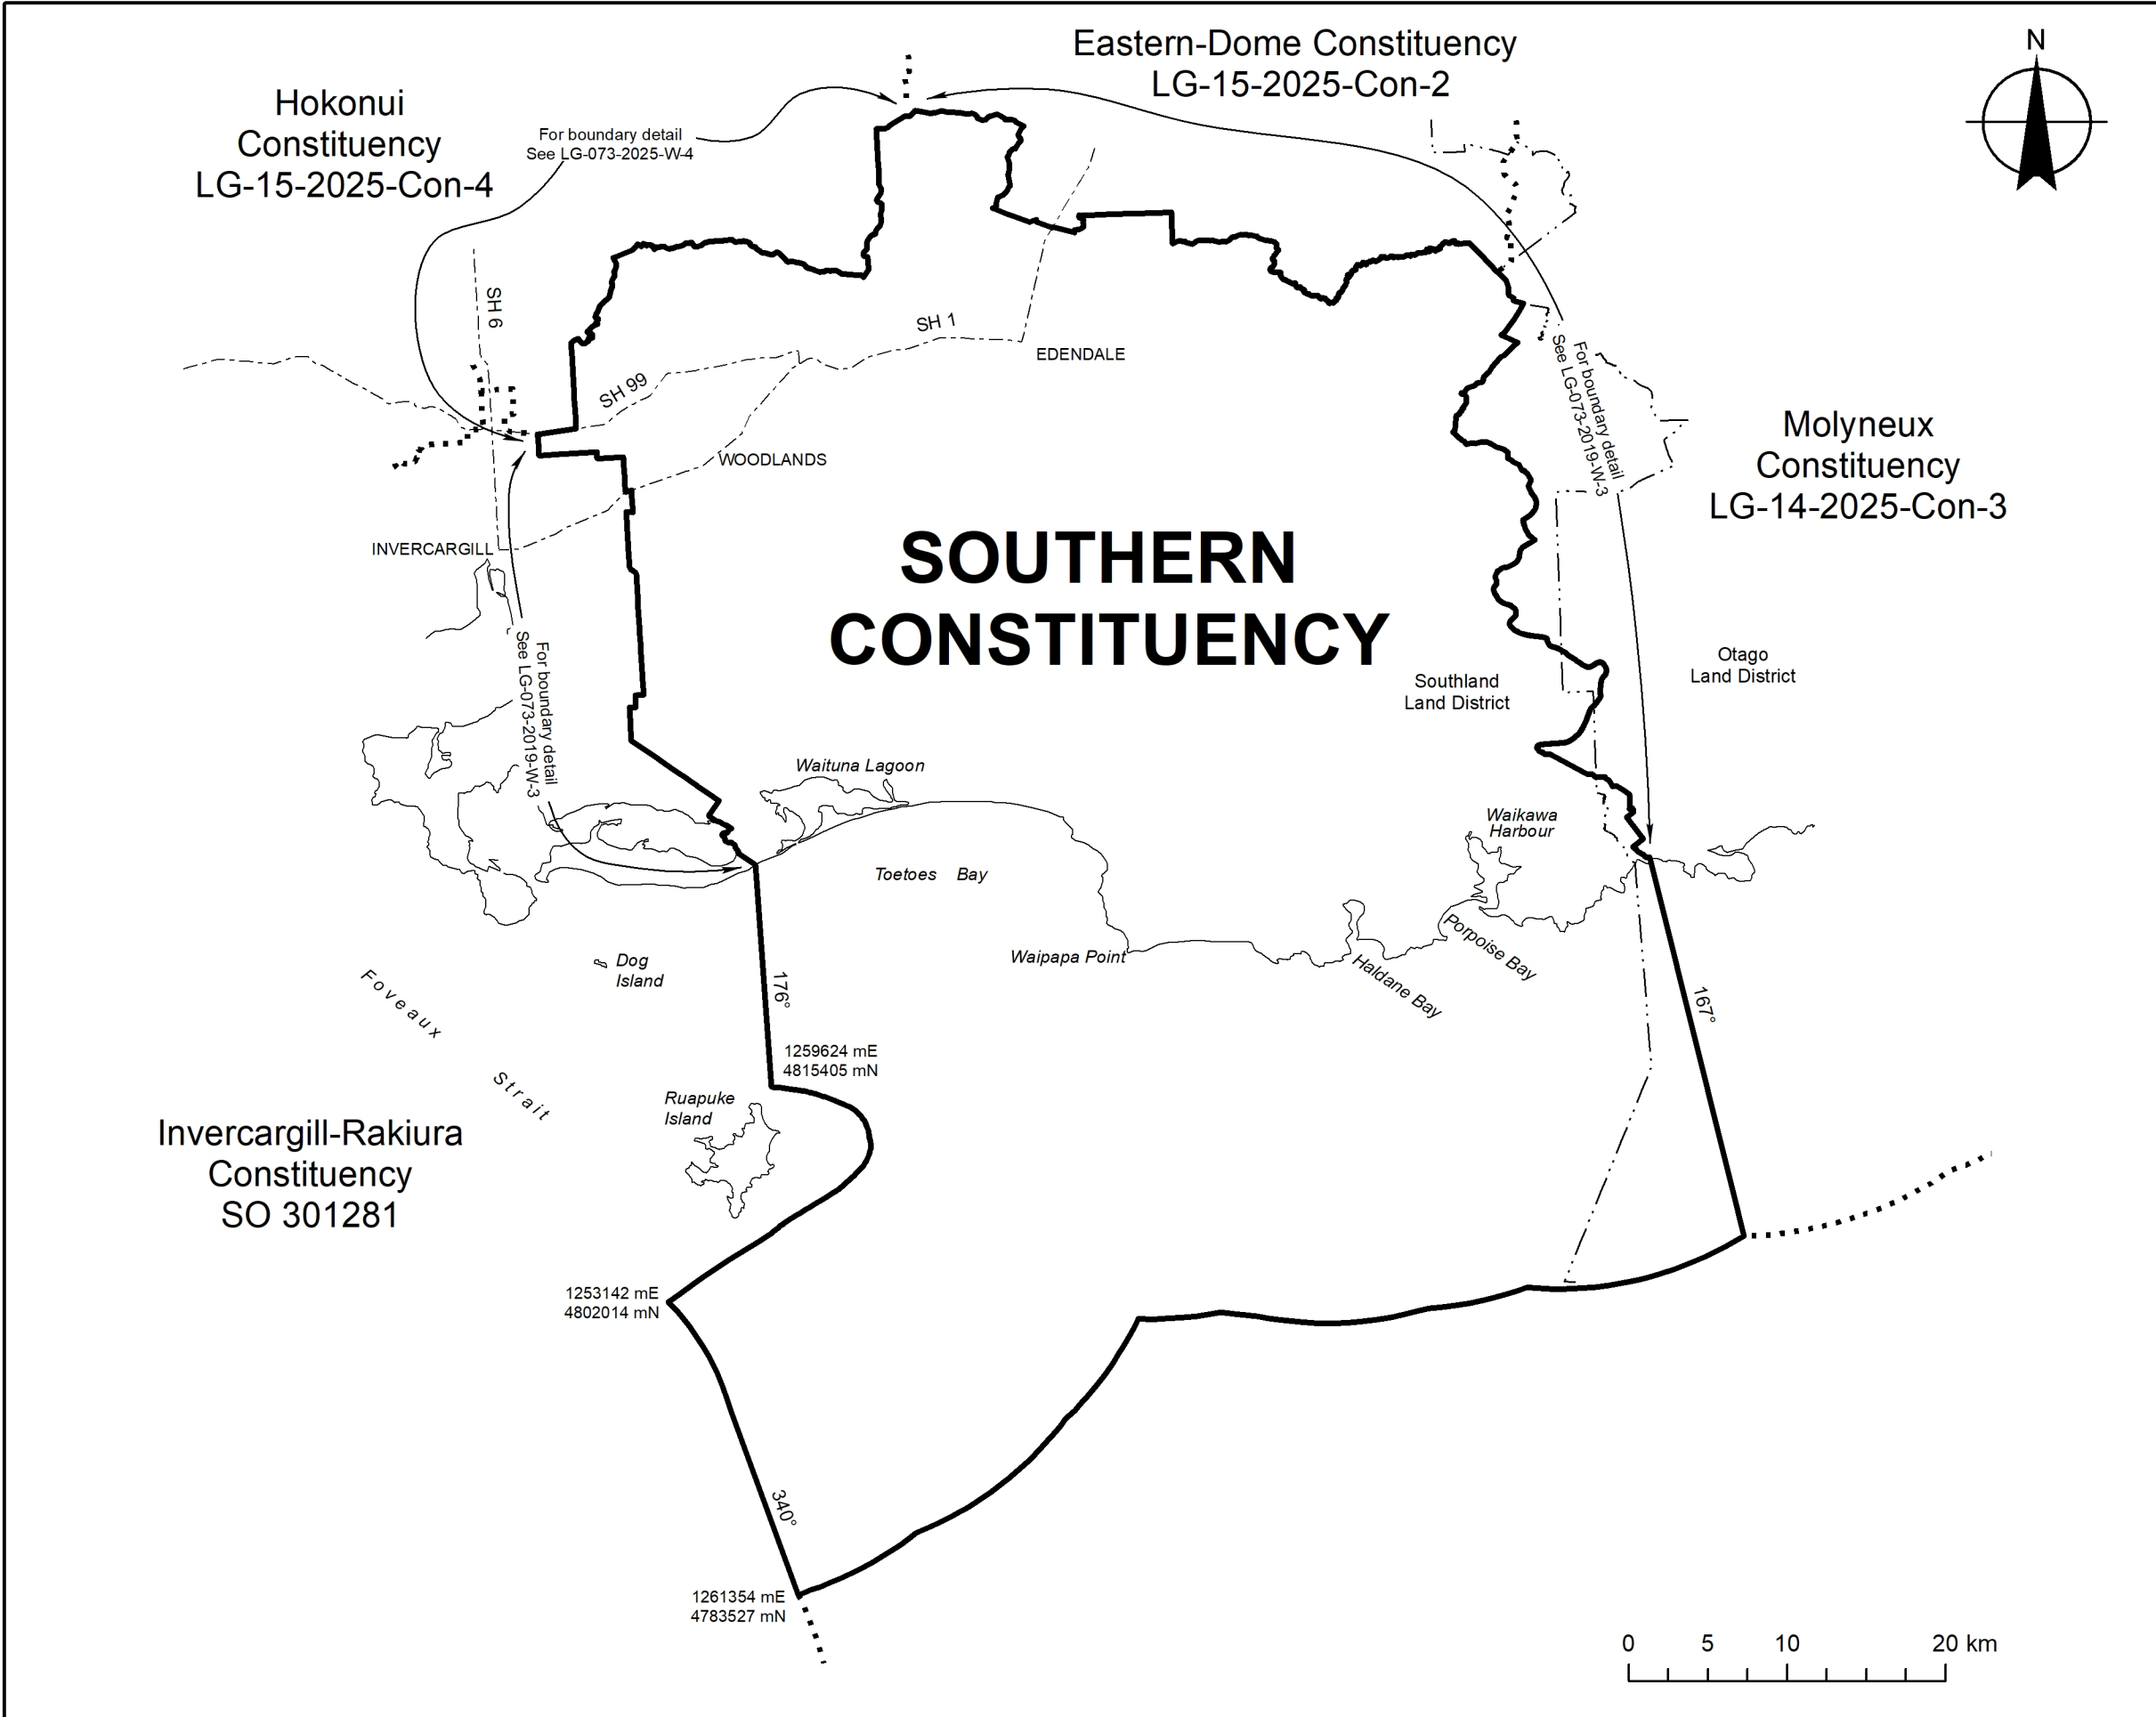 Eastern-Dome Constituency
LG-15-2025-Con-2
N
Hokonui
Constituency
LG-15-2025-Con-4
For boundary detail
See LG-073-2025-W-4
SH 6
SH 1
EDENDALE
SH 99
For boundary detail
See LG-073-2019-W-3
Molyneux
Constituency
LG-14-2025-Con-3
WOODLANDS
INVERCARGILL
SOUTHERN
CONSTITUENCY
For boundary detail
See LG-073-2019-W-3
Otago
Land District
Southland
Land District
Waituna Lagoon
Waikawa
Harbour
Toetoes Bay
Porpoise Bay
Waipapa Point
Haldane Bay
Dog
Island
Foveaux
Strait
176°
167°
1259624 mE
4815405 mN
Ruapuke
Island
Invercargill-Rakiura
Constituency
SO 301281
1253142 mE
4802014 mN
340°
1261354 mE
4783527 mN
0 5 10 20 km